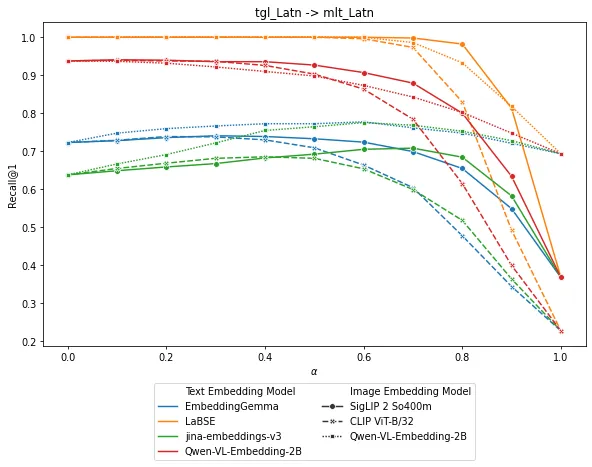 tgl_Latn -> mlt_Latn
Recall@1
1.0
0.9
0.8
0.7
0.6
0.5
0.4
0.3
0.2
0.0 0.2 0.4 0.6 0.8 1.0
α
Text Embedding Model
EmbeddingGemma
LaBSE
jina-embeddings-v3
Qwen-VL-Embedding-2B
Image Embedding Model
SigLIP 2 So400m
CLIP ViT-B/32
Qwen-VL-Embedding-2B